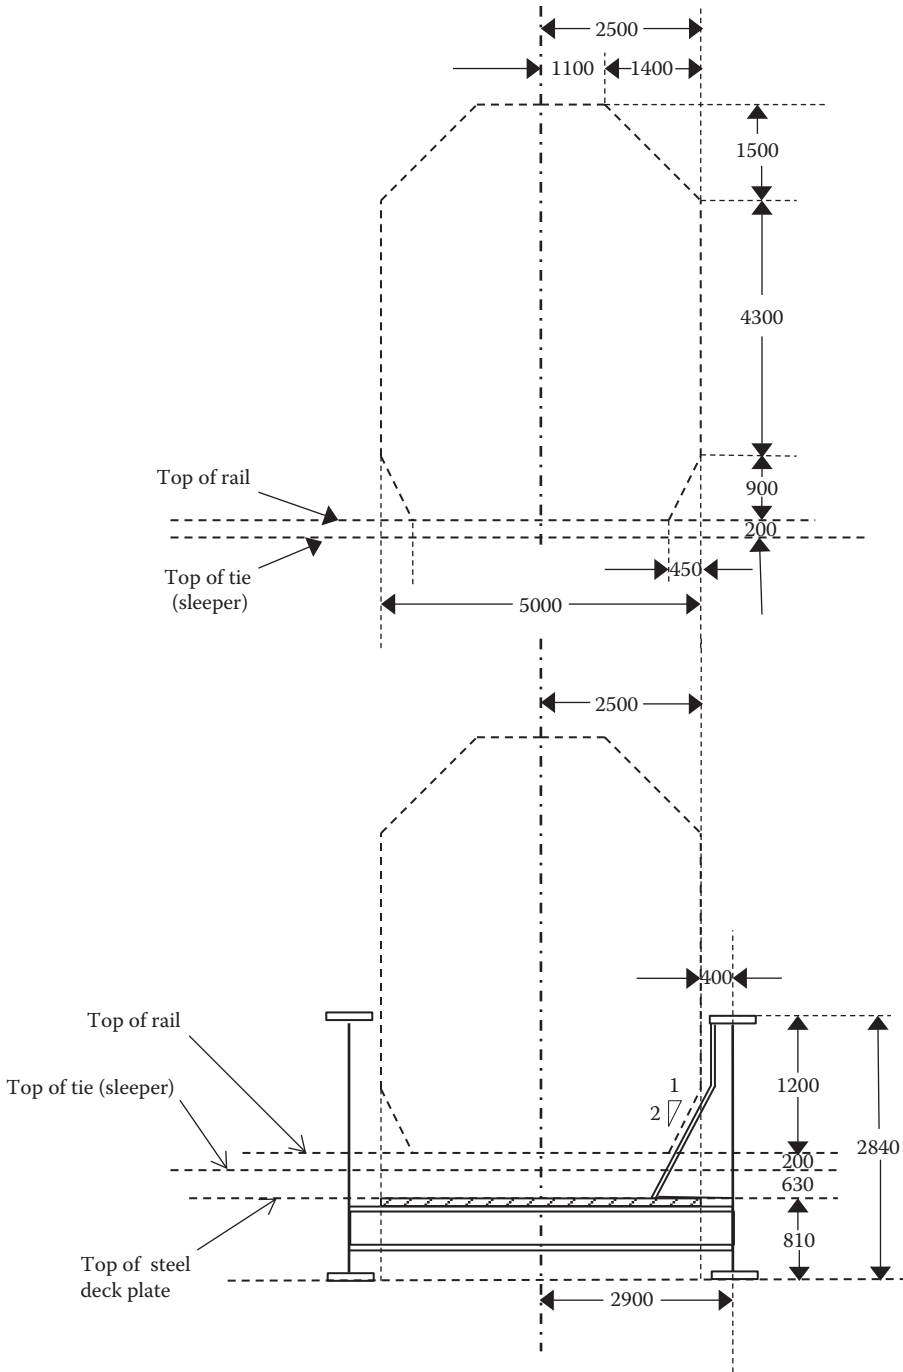 2500
1100
1400
1500
4300
Top of rail
900
200
Top of tie
(sleeper)
450
5000
2500
400
Top of rail
Top of tie (sleeper)
1
2
1200
2840
200
630
810
Top of steel
deck plate
2900